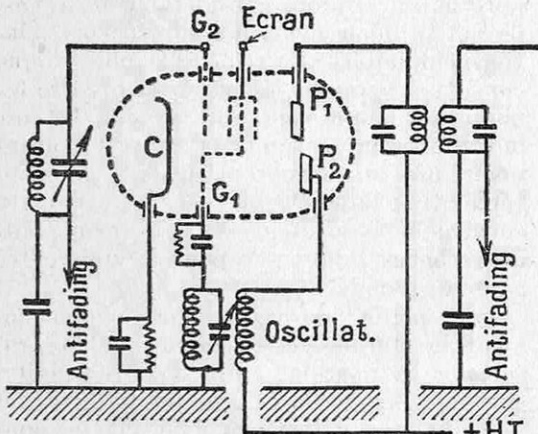 G₂ Ecran
P₁
C
P₂
G₁
Antifading
Oscillat.
Antifading
+HT